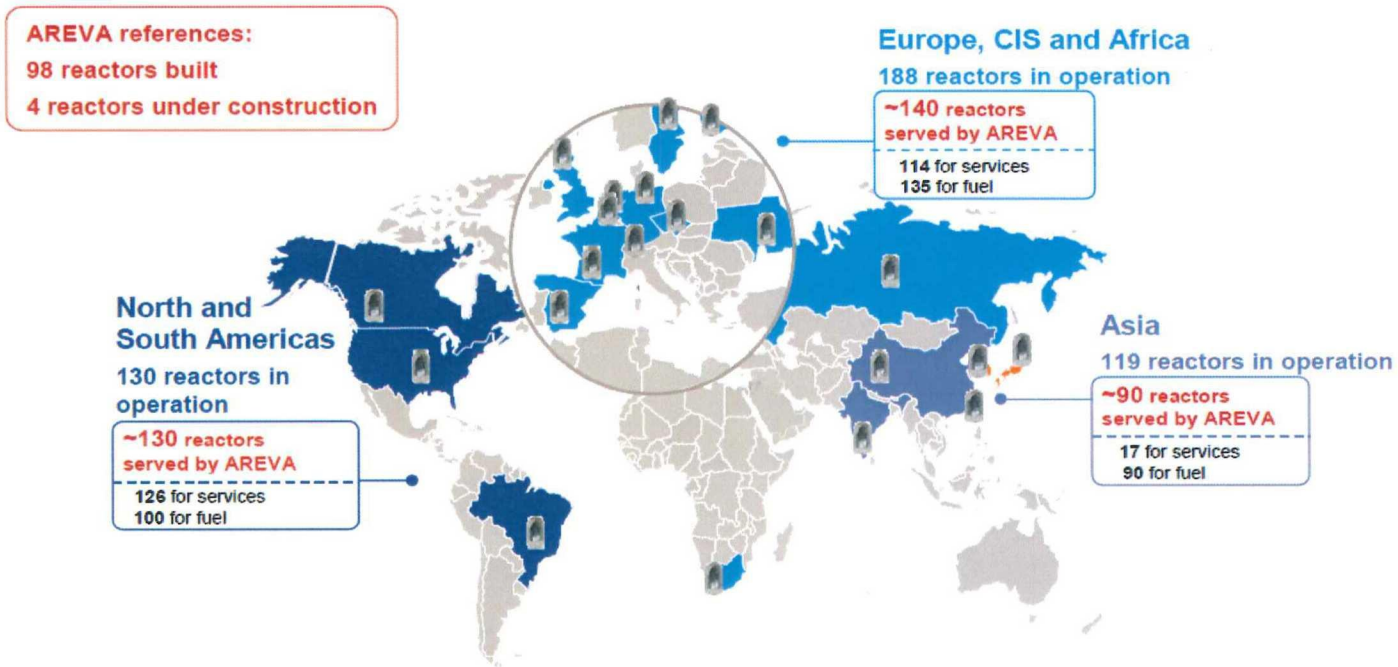 AREVA references:
98 reactors built
4 reactors under construction
Europe, CIS and Africa
188 reactors in operation
~140 reactors
served by AREVA
114 for services
135 for fuel
North and
South Americas
130 reactors in
operation
~130 reactors
served by AREVA
126 for services
100 for fuel
Asia
119 reactors in operation
~90 reactors
served by AREVA
17 for services
90 for fuel